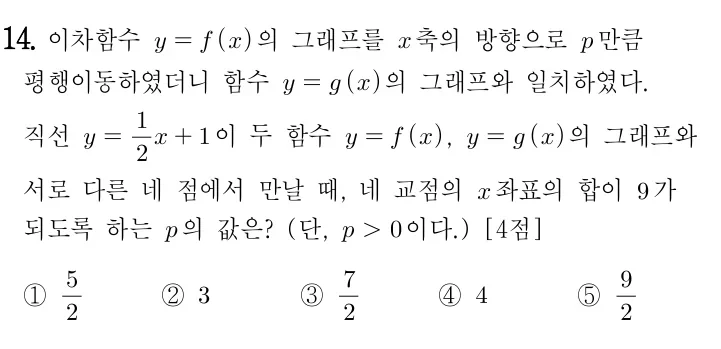 14. 이차함수 y=f(x)의 그래프를 x축의 방향으로 p만큼
평행이동하였더니 함수 y=g(x)의 그래프와 일치하였다.
직선 y=1/2x+1이 두 함수 y=f(x), y=g(x)의 그래프와
서로 다른 네 점에서 만날 때, 네 교점의 x좌표의 합이 9가
되도록 하는 p의 값은? (단, p>0이다.) [4점]
① 5/2 ② 3 ③ 7/2 ④ 4 ⑤ 9/2